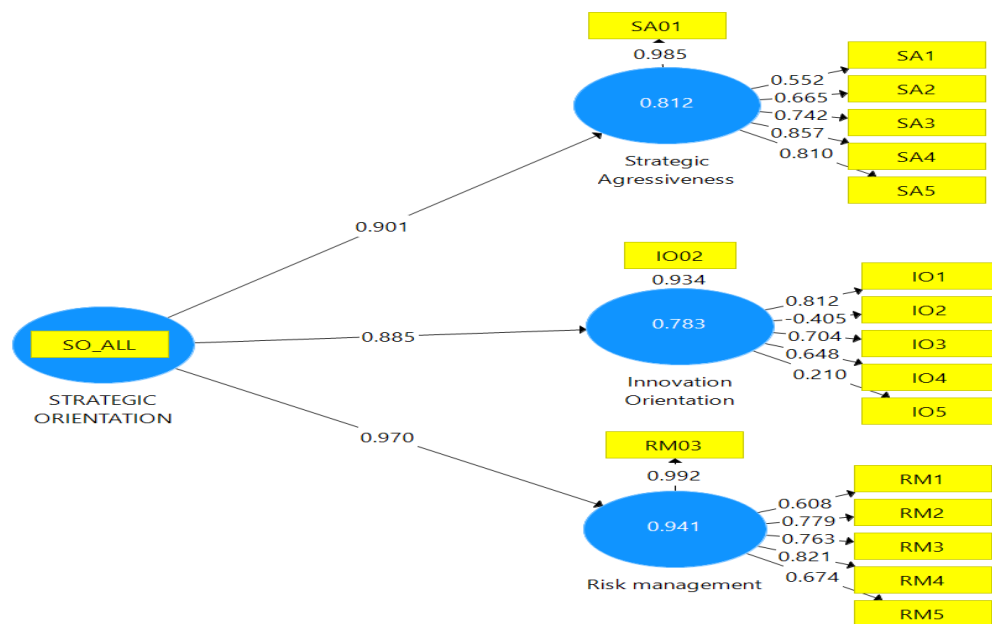 SA01
0.985
SA1
0.552
SA2
0.665
0.812
0.742
SA3
0.857
SA4
0.810
Strategic
Agressiveness
SA5
0.901
IO02
0.934
IO1
0.812
IO2
-0.405
0.783
0.704
IO3
0.648
IO4
0.210
Innovation
Orientation
IO5
SO_ALL
0.885
STRATEGIC
ORIENTATION
0.970
RM03
0.992
RM1
0.608
RM2
0.779
0.941
0.763
RM3
0.821
RM4
0.674
Risk management
RM5